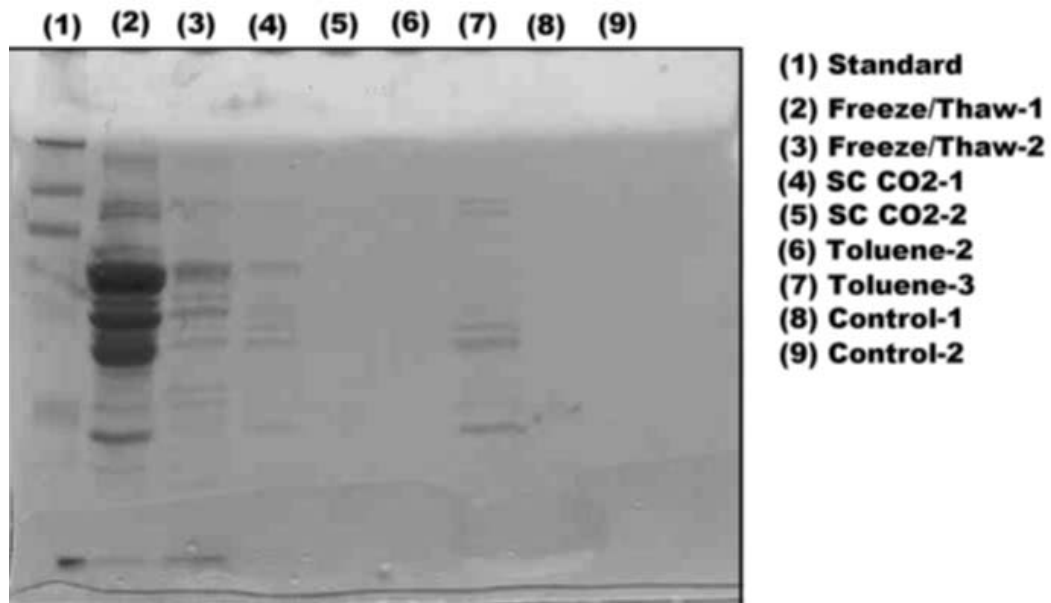 (1) (2) (3) (4) (5) (6) (7) (8) (9)
(1) Standard
(2) Freeze/Thaw-1
(3) Freeze/Thaw-2
(4) SC CO2-1
(5) SC CO2-2
(6) Toluene-2
(7) Toluene-3
(8) Control-1
(9) Control-2